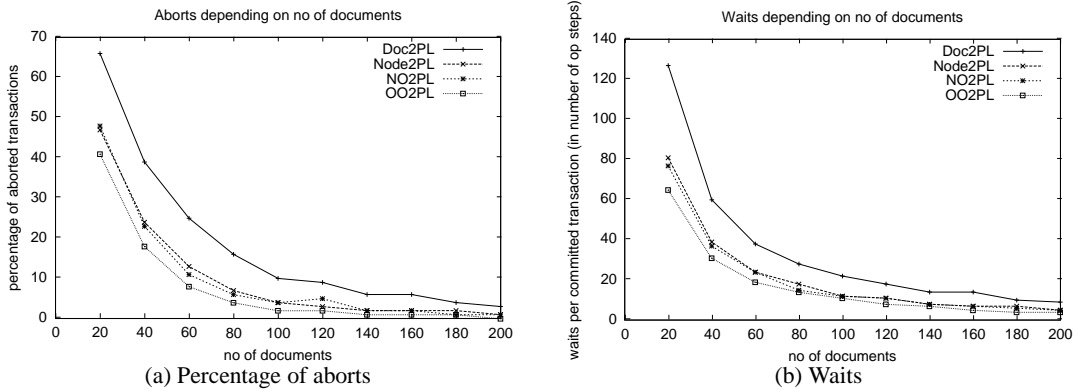 Aborts depending on no of documents
percentage of aborted transactions
70
60
50
40
30
20
10
0
Doc2PL
Node2PL
NO2PL
OO2PL
0 20 40 60 80 100 120 140 160 180 200
no of documents
(a) Percentage of aborts
Waits depending on no of documents
waits per committed transaction (in number of op steps)
140
120
100
80
60
40
20
0
Doc2PL
Node2PL
NO2PL
OO2PL
0 20 40 60 80 100 120 140 160 180 200
no of documents
(b) Waits